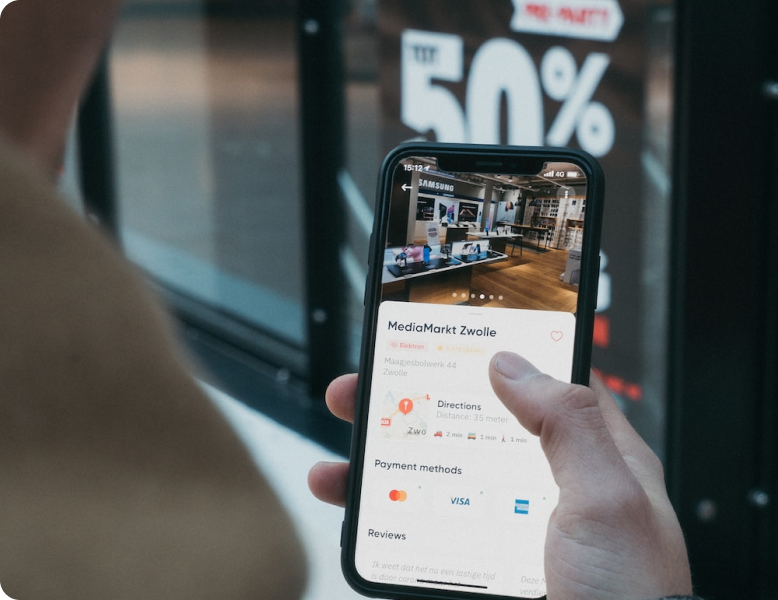 PRE-PARTY
TOT
50%
15:12
4G
SAMSUNG
MediaMarkt Zwolle
Elektron
Maagjesbolwerk 44
Zwolle
Directions
Distance: 35 meter
Zwo
2 min
1 min
1 min
Payment methods
VISA
Reviews
Ik weet dat het nu een lastige tijd
is door
Deze